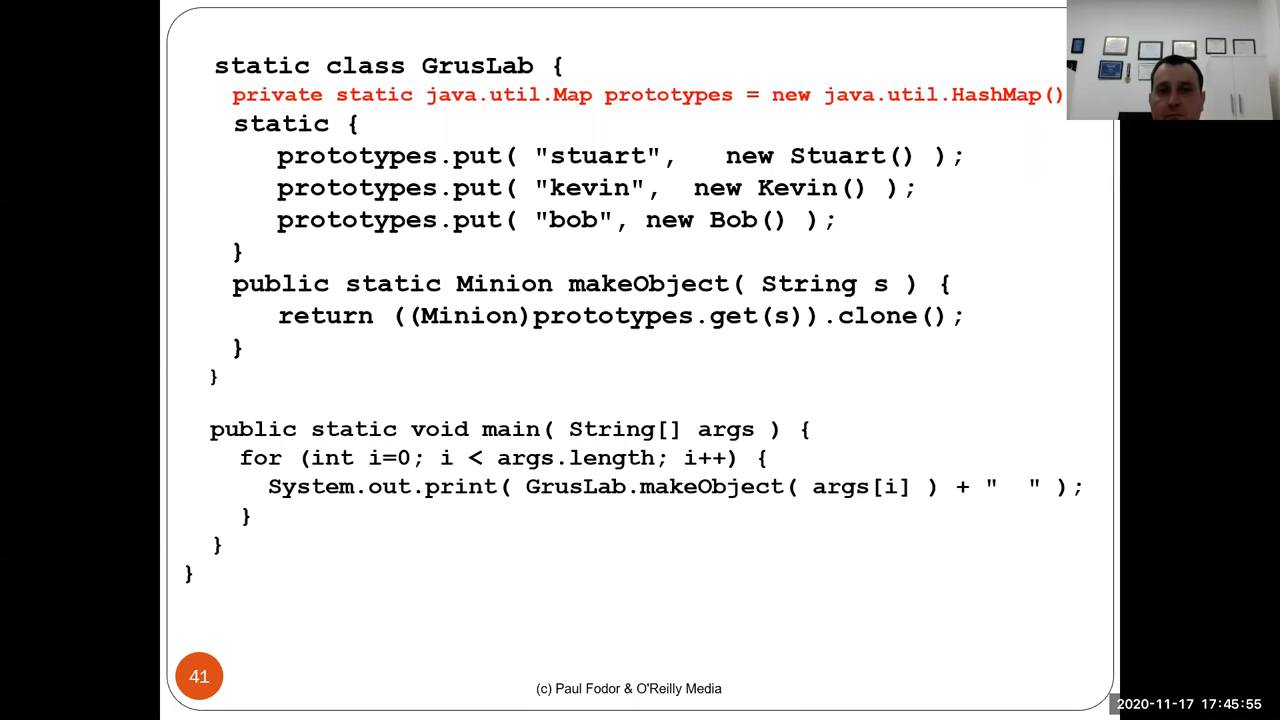 static class GrusLab {
private static java.util.Map prototypes = new java.util.HashMap()
static {
prototypes.put( "stuart",   new Stuart() );
prototypes.put( "kevin",  new Kevin() );
prototypes.put( "bob", new Bob() );
}
public static Minion makeObject( String s ) {
return ((Minion)prototypes.get(s)).clone();
}
}
public static void main( String[] args ) {
for (int i=0; i < args.length; i++) {
System.out.print( GrusLab.makeObject( args[i] ) + "  " );
}
}
}
41
(c) Paul Fodor & O'Reilly Media
2020-11-17 17:45:55